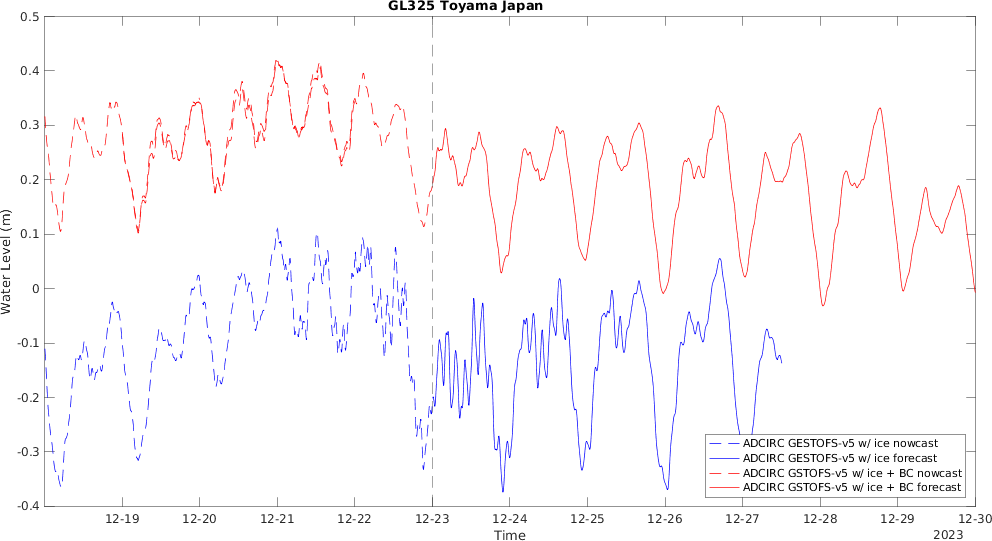 GL325 Toyama Japan
0.5
0.4
0.3
0.2
0.1
0
-0.1
-0.2
-0.3
-0.4
Water Level (m)
ADCIRC GESTOFS-v5 w/ ice nowcast
ADCIRC GESTOFS-v5 w/ ice forecast
ADCIRC GSTOFS-v5 w/ ice + BC nowcast
ADCIRC GSTOFS-v5 w/ ice + BC forecast
12-19 12-20 12-21 12-22 12-23 12-24 12-25 12-26 12-27 12-28 12-29 12-30
Time
2023